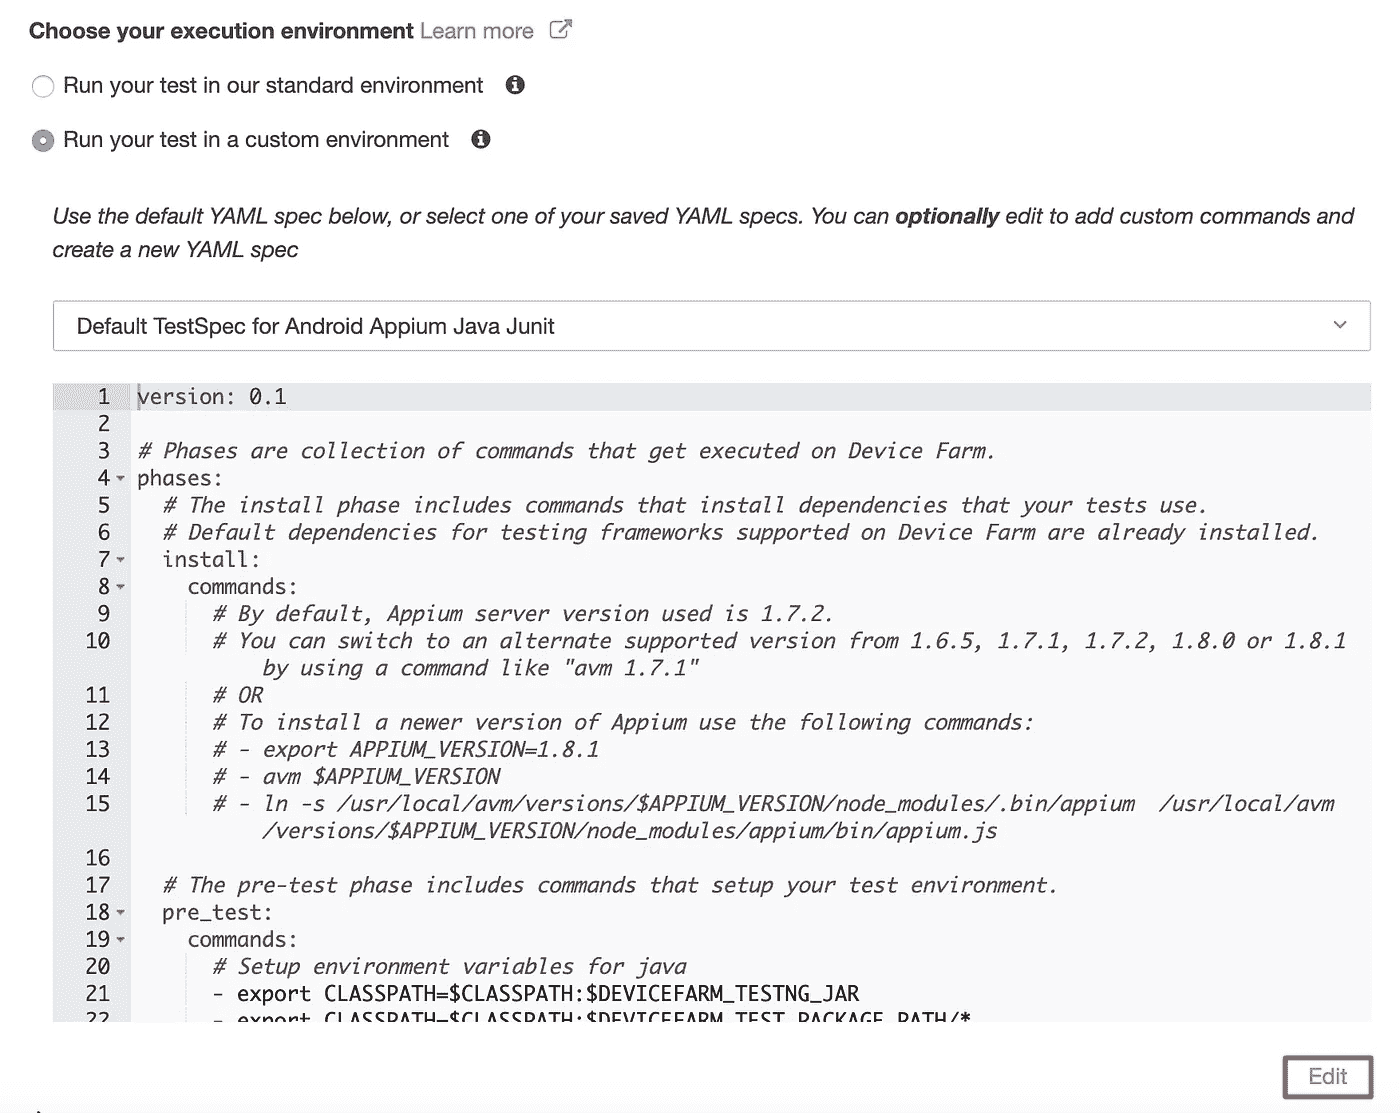 Choose your execution environment Learn more
Run your test in our standard environment
Run your test in a custom environment
Use the default YAML spec below, or select one of your saved YAML specs. You can optionally edit to add custom commands and
create a new YAML spec
Default TestSpec for Android Appium Java Junit
1 version: 0.1
2
3 # Phases are collection of commands that get executed on Device Farm.
4 phases:
5   # The install phase includes commands that install dependencies that your tests use.
6   # Default dependencies for testing frameworks supported on Device Farm are already installed.
7   install:
8     commands:
9       # By default, Appium server version used is 1.7.2.
10       # You can switch to an alternate supported version from 1.6.5, 1.7.1, 1.7.2, 1.8.0 or 1.8.1
by using a command like "avm 1.7.1"
11       # OR
12       # To install a newer version of Appium use the following commands:
13       # - export APPIUM_VERSION=1.8.1
14       # - avm $APPIUM_VERSION
15       # - ln -s /usr/local/avm/versions/$APPIUM_VERSION/node_modules/.bin/appium  /usr/local/avm
/versions/$APPIUM_VERSION/node_modules/appium/bin/appium.js
16
17   # The pre-test phase includes commands that setup your test environment.
18   pre_test:
19     commands:
20       # Setup environment variables for java
21       - export CLASSPATH=$CLASSPATH:$DEVICEFARM_TESTNG_JAR
22       - export CLASSPATH=$CLASSPATH:$DEVICEFARM_TEST_PACKAGE_PATH/*
Edit